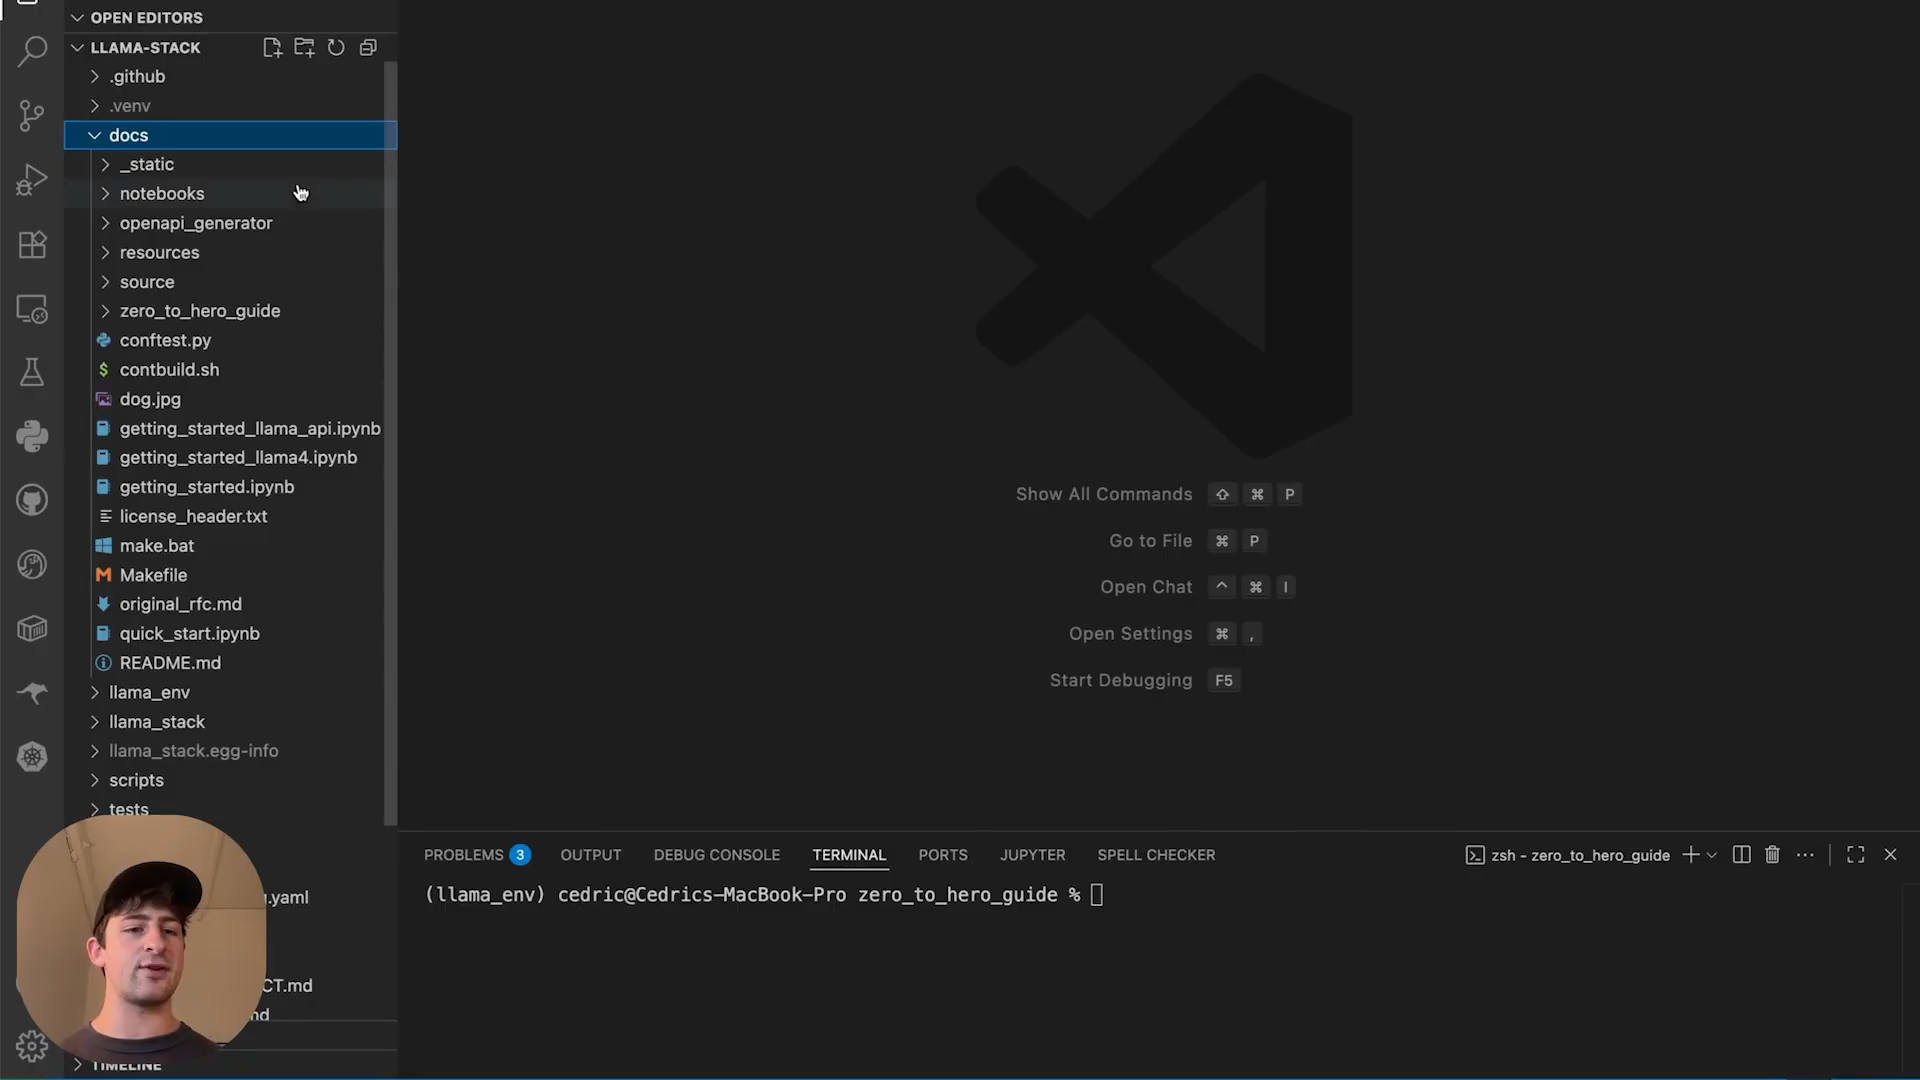 OPEN EDITORS
LLAMA-STACK
.github
.venv
docs
_static
notebooks
openapi_generator
resources
source
zero_to_hero_guide
conftest.py
contbuild.sh
dog.jpg
getting_started_llama_api.ipynb
getting_started_llama4.ipynb
getting_started.ipynb
license_header.txt
make.bat
Makefile
original_rfc.md
quick_start.ipynb
README.md
llama_env
llama_stack
llama_stack.egg-info
scripts
tests
.yaml
CT.md
TIMELINE
Show All Commands ⇧ ⌘ P
Go to File ⌘ P
Open Chat ^ ⌘ I
Open Settings ⌘ ,
Start Debugging F5
PROBLEMS 3 OUTPUT DEBUG CONSOLE TERMINAL PORTS JUPYTER SPELL CHECKER zsh - zero_to_hero_guide
(llama_env) cedric@Cedrics-MacBook-Pro zero_to_hero_guide %